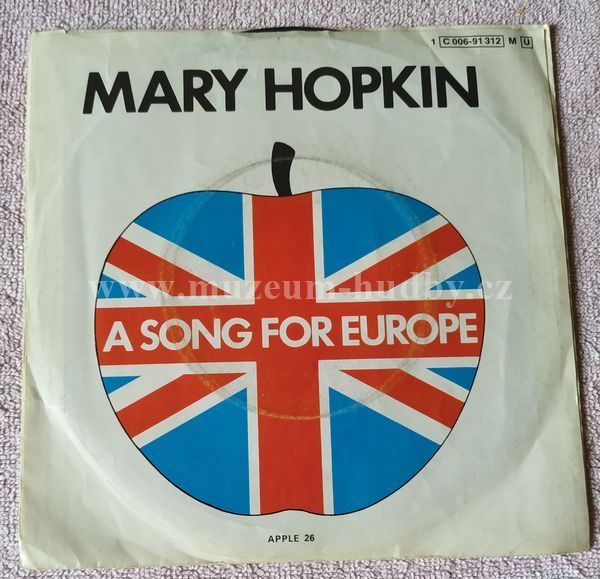 1 C 006-91 312 M U
MARY HOPKIN
www.muzeum-hudby.cz
A SONG FOR EUROPE
APPLE 26